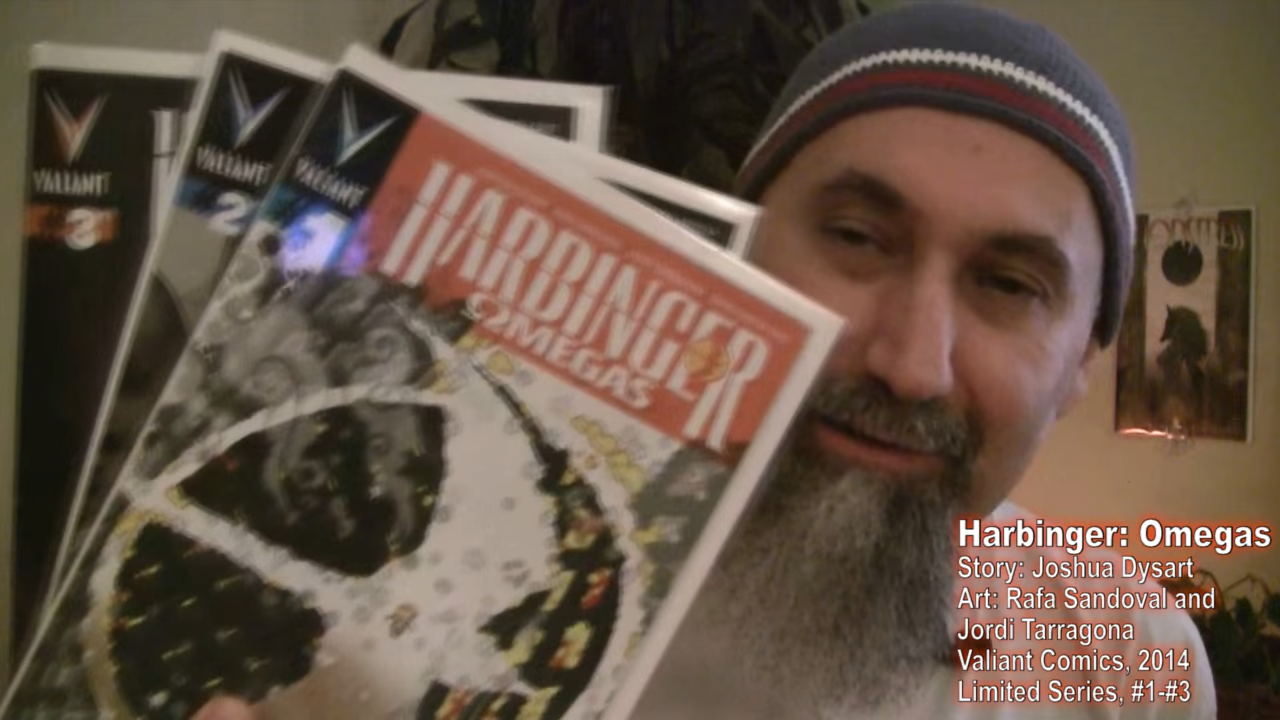 VALIANT
3
VALIANT
2
VALIANT
1
HARBINGER
OMEGAS
Harbinger: Omegas
Story: Joshua Dysart
Art: Rafa Sandoval and
Jordi Tarragona
Valiant Comics, 2014
Limited Series, #1-#3